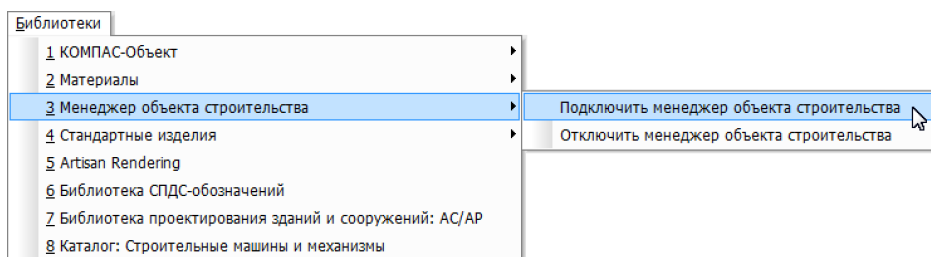 Библиотеки
1 КОМПАС-Объект
2 Материалы
3 Менеджер объекта строительства
Подключить менеджер объекта строительства
4 Стандартные изделия
Отключить менеджер объекта строительства
5 Artisan Rendering
6 Библиотека СПДС-обозначений
7 Библиотека проектирования зданий и сооружений: АС/АР
8 Каталог: Строительные машины и механизмы